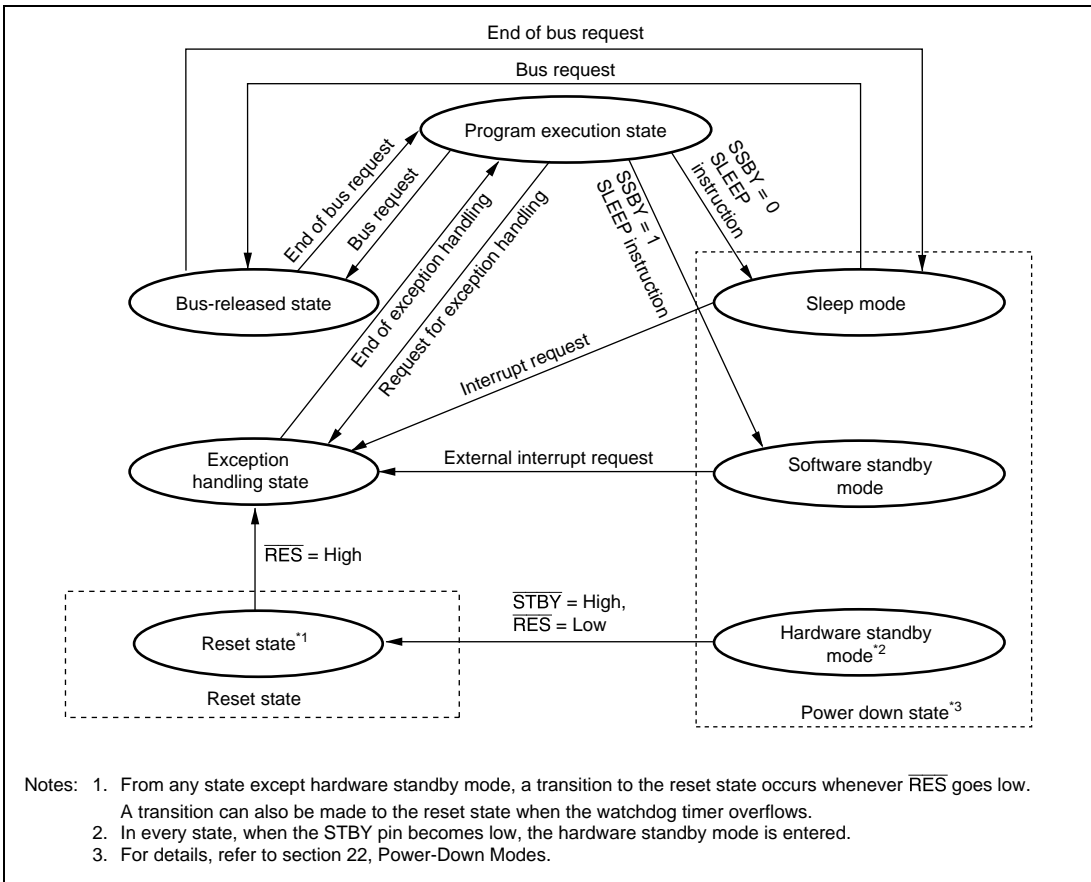 End of bus request
Bus request
Program execution state
End of bus request
Bus request
SSBY = 0
SLEEP
instruction
SSBY = 1
SLEEP instruction
End of exception handling
Request for exception handling
Bus-released state
Sleep mode
Interrupt request
Exception
handling state
External interrupt request
Software standby
mode
RES = High
STBY = High,
RES = Low
Reset state*1
Hardware standby
mode*2
Reset state
Power down state*3
Notes: 1. From any state except hardware standby mode, a transition to the reset state occurs whenever RES goes low.
A transition can also be made to the reset state when the watchdog timer overflows.
2. In every state, when the STBY pin becomes low, the hardware standby mode is entered.
3. For details, refer to section 22, Power-Down Modes.